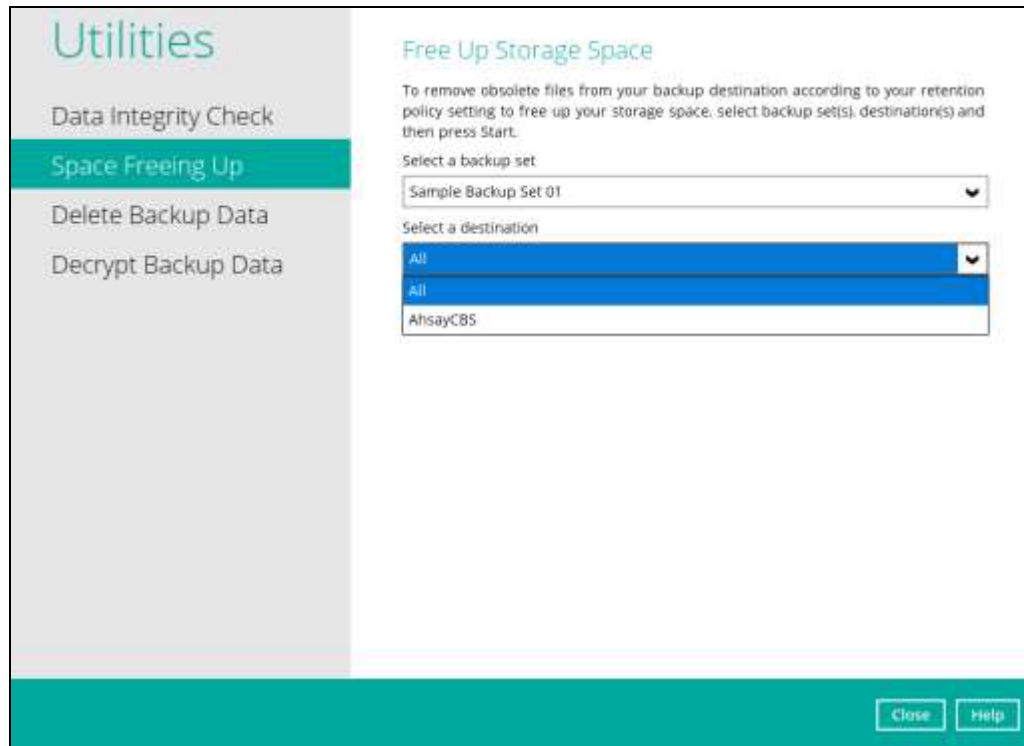 Utilities
Data Integrity Check
Space Freeing Up
Delete Backup Data
Decrypt Backup Data
Free Up Storage Space
To remove obsolete files from your backup destination according to your retention
policy setting to free up your storage space, select backup set(s), destination(s) and
then press Start.
Select a backup set
Sample Backup Set 01
Select a destination
All
All
AhsayCBS
Close
Help